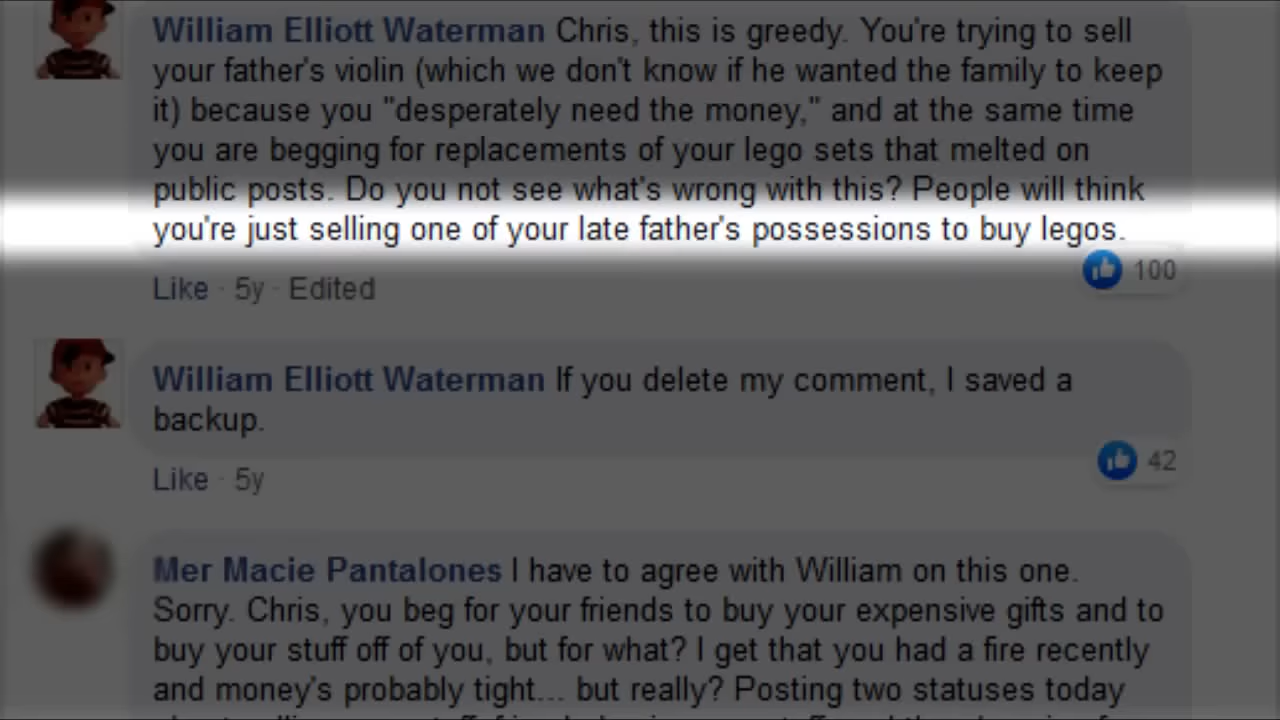 William Elliott Waterman Chris, this is greedy. You're trying to sell
your father's violin (which we don't know if he wanted the family to keep
it) because you "desperately need the money," and at the same time
you are begging for replacements of your lego sets that melted on
public posts. Do you not see what's wrong with this? People will think
you're just selling one of your late father's possessions to buy legos.
100
Like · 5y · Edited
William Elliott Waterman If you delete my comment, I saved a
backup.
42
Like · 5y
Mer Macie Pantalones I have to agree with William on this one.
Sorry. Chris, you beg for your friends to buy your expensive gifts and to
buy your stuff off of you, but for what? I get that you had a fire recently
and money's probably tight... but really? Posting two statuses today